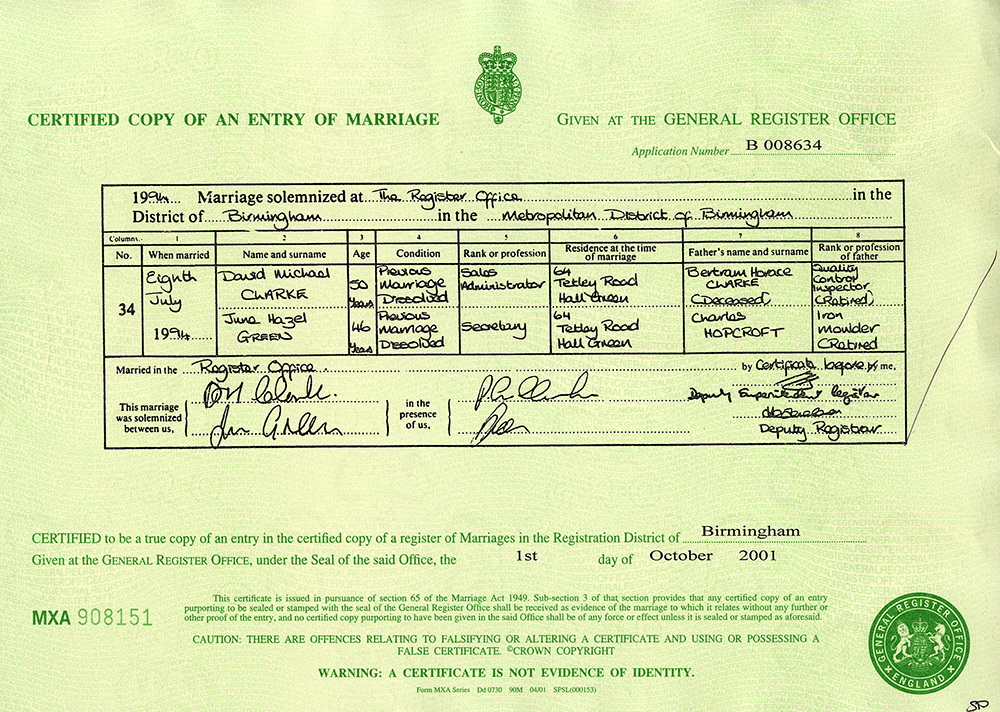 CERTIFIED COPY OF AN ENTRY OF MARRIAGE
GIVEN AT THE GENERAL REGISTER OFFICE
Application Number B 008634
1994 Marriage solemnized at The Register Office in the
District of Birmingham in the Metropolitan District of Birmingham
Columns:- 1 2 3 4 5 6 7 8
No. When married Name and surname Age Condition Rank or profession Residence at the time of marriage Father's name and surname Rank or profession of father
34
Eighth July 1994
David Michael CLARKE
50 Years
Previous Marriage Dissolved
Sales Administrator
64 Tetley Road Hall Green
Bertram Horace CLARKE (Deceased)
Quality Control Inspector (Retired)
June Hazel GREEN
46 Years
Previous Marriage Dissolved
Secretary
64 Tetley Road Hall Green
Charles HOPCROFT
Iron Moulder (Retired)
Married in the Register Office by Certificate before by me,
This marriage was solemnized between us,
in the presence of us,
Deputy Superintendent Registrar
Deputy Registrar
CERTIFIED to be a true copy of an entry in the certified copy of a register of Marriages in the Registration District of Birmingham
Given at the GENERAL REGISTER OFFICE, under the Seal of the said Office, the 1st day of October 2001
MXA 908151
This certificate is issued in pursuance of section 65 of the Marriage Act 1949. Sub-section 3 of that section provides that any certified copy of an entry
purporting to be sealed or stamped with the seal of the General Register Office shall be received as evidence of the marriage to which it relates without any further or
other proof of the entry, and no certified copy purporting to have been given in the said Office shall be of any force or effect unless it is sealed or stamped as aforesaid.
CAUTION: THERE ARE OFFENCES RELATING TO FALSIFYING OR ALTERING A CERTIFICATE AND USING OR POSSESSING A
FALSE CERTIFICATE. ©CROWN COPYRIGHT
WARNING: A CERTIFICATE IS NOT EVIDENCE OF IDENTITY.
Form MXA Series Dd 0730 90M 04/01 SPSL(000153)
GENERAL REGISTER OFFICE
ENGLAND